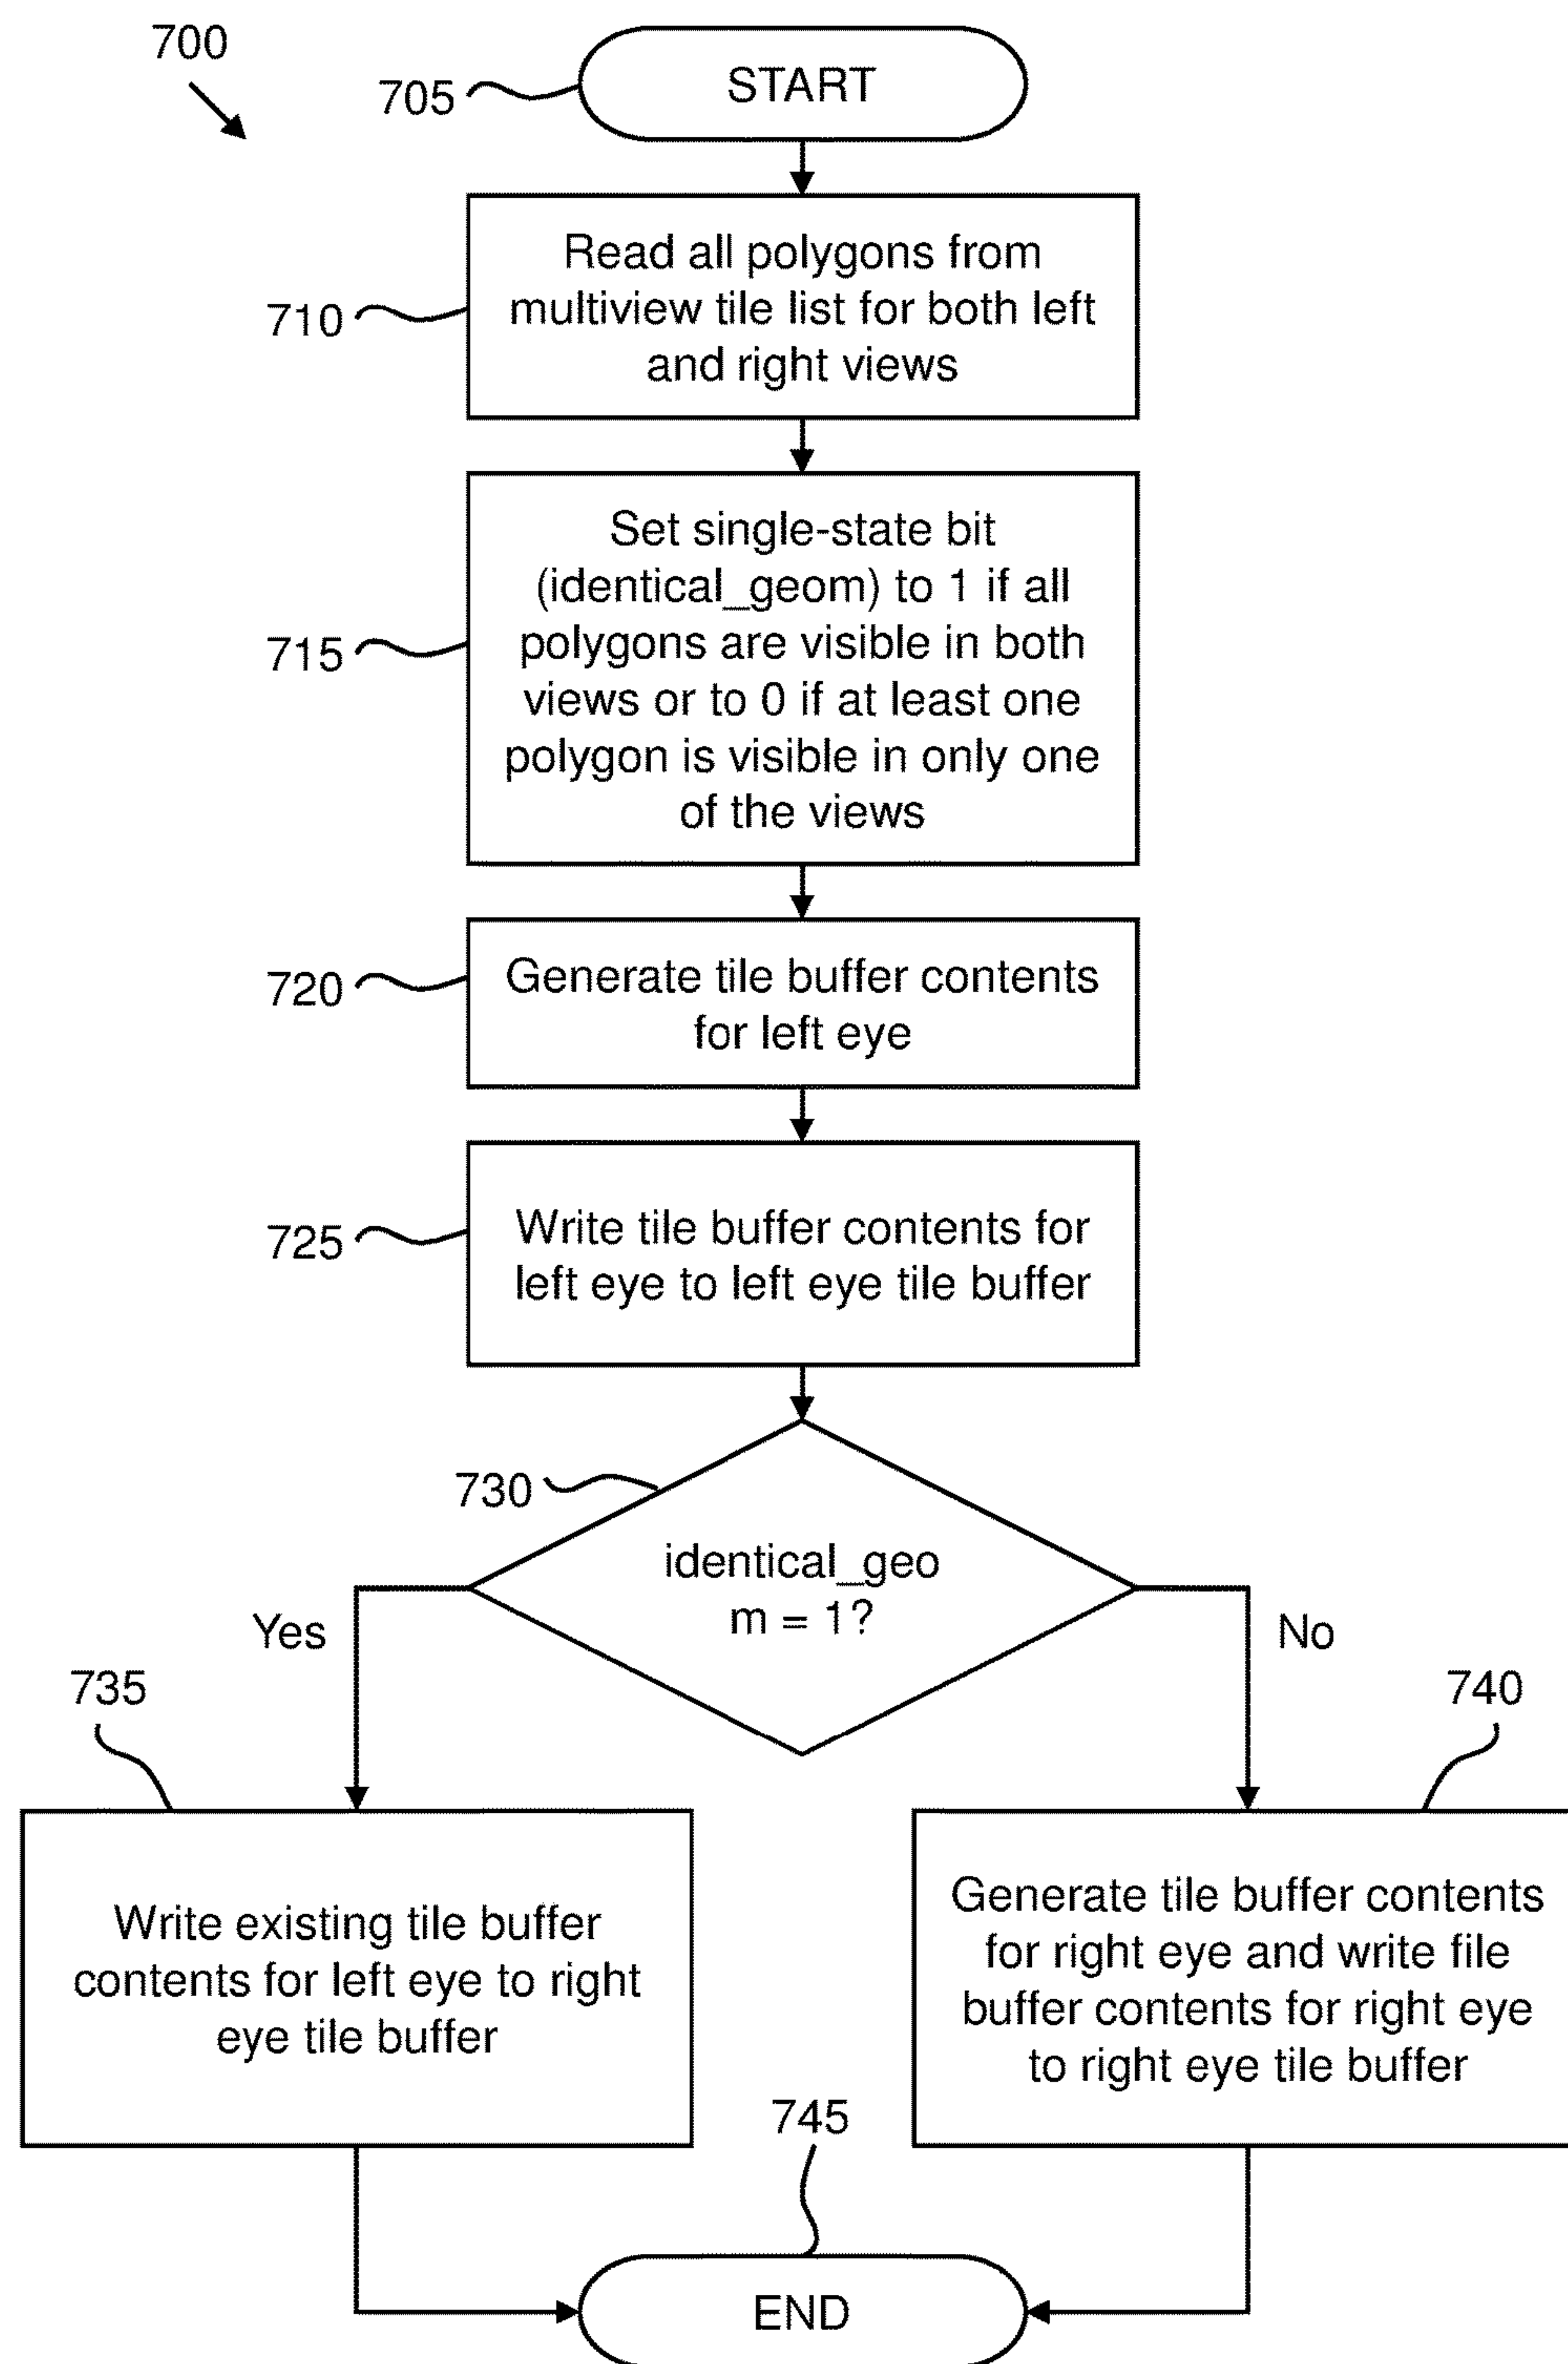 700
705
START
710
Read all polygons from
multiview tile list for both left
and right views
715
Set single-state bit
(identical_geom) to 1 if all
polygons are visible in both
views or to 0 if at least one
polygon is visible in only one
of the views
720
Generate tile buffer contents
for left eye
725
Write tile buffer contents for
left eye to left eye tile buffer
730
identical_geo
m = 1?
Yes
No
735
740
Write existing tile buffer
contents for left eye to right
eye tile buffer
Generate tile buffer contents
for right eye and write file
buffer contents for right eye
to right eye tile buffer
745
END